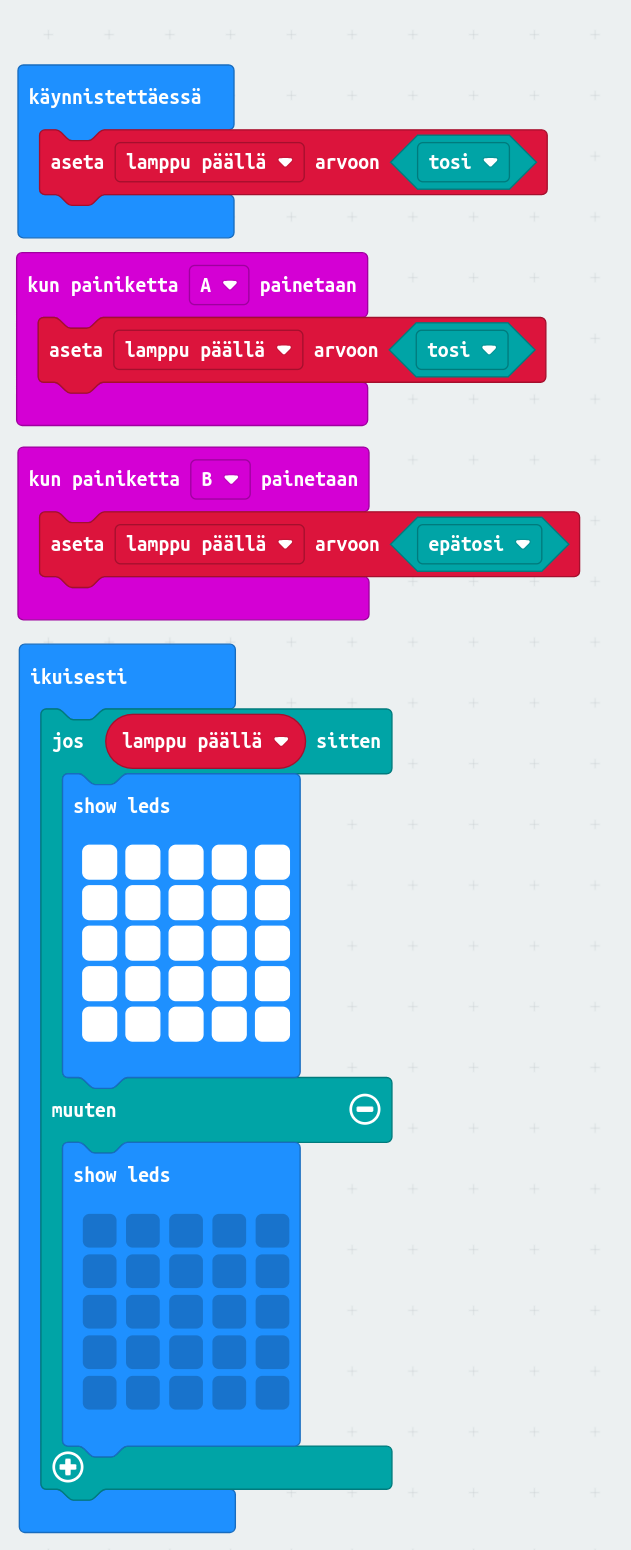 käynnistettäessä
aseta lamppu päällä arvoon tosi
kun painiketta A painetaan
aseta lamppu päällä arvoon tosi
kun painiketta B painetaan
aseta lamppu päällä arvoon epätosi
ikuisesti
jos lamppu päällä sitten
show leds
muuten
show leds